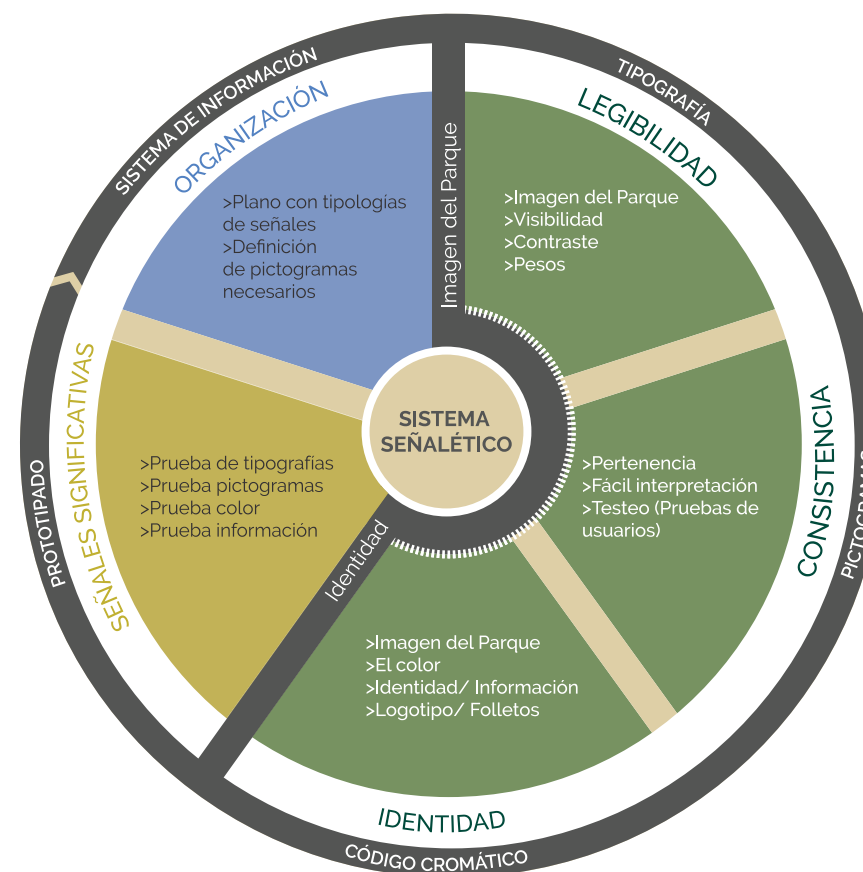 SISTEMA DE INFORMACIÓN
ORGANIZACIÓN
>Plano con tipologías
de señales
>Definición
de pictogramas
necesarios
Imagen del Parque
TIPOGRAFÍA
LEGIBILIDAD
>Imagen del Parque
>Visibilidad
>Contraste
>Pesos
SISTEMA
SEÑALÉTICO
PICTOGRAMAS
CONSISTENCIA
>Pertenencia
>Fácil interpretación
>Testeo (Pruebas de
usuarios)
PROTOTIPADO
SEÑALES SIGNIFICATIVAS
>Prueba de tipografías
>Prueba pictogramas
>Prueba color
>Prueba información
Identidad
>Imagen del Parque
>El color
>Identidad/ Información
>Logotipo/ Folletos
IDENTIDAD
CÓDIGO CROMÁTICO